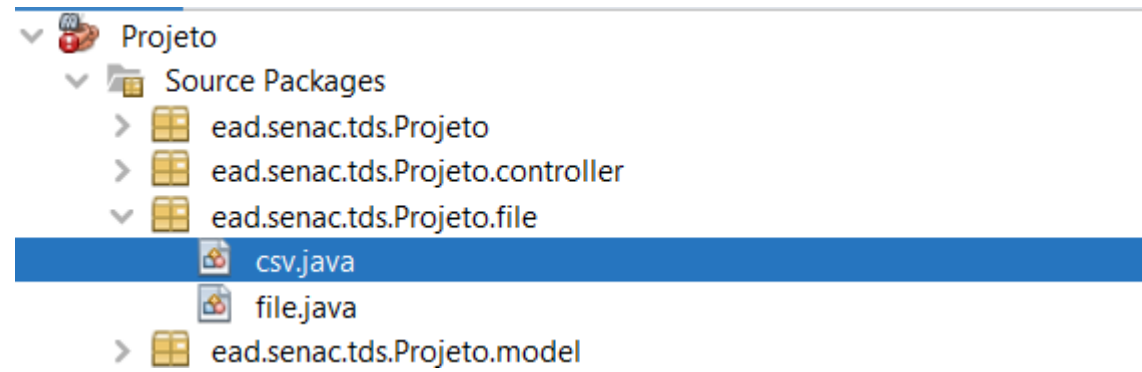 Projeto
Source Packages
ead.senac.tds.Projeto
ead.senac.tds.Projeto.controller
ead.senac.tds.Projeto.file
csv.java
file.java
ead.senac.tds.Projeto.model